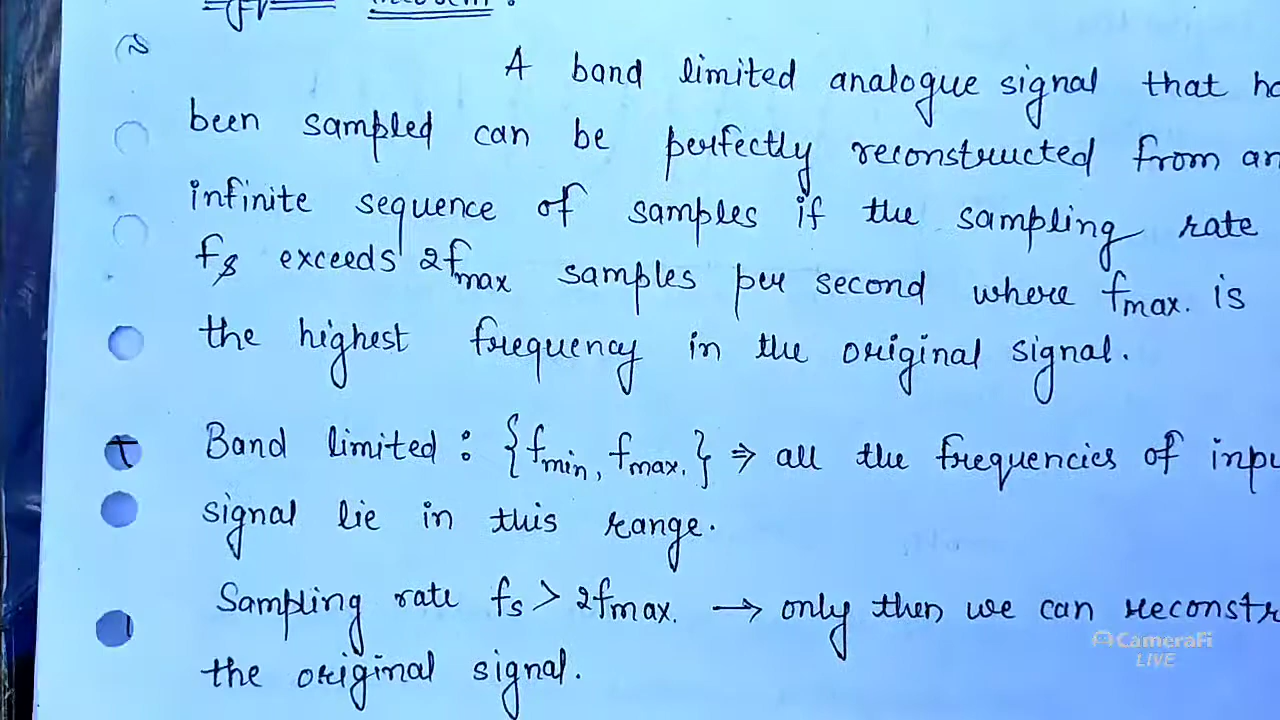 A band limited analogue signal that
been sampled can be perfectly reconstructed from an
infinite sequence of samples if the sampling rate
fs exceeds 2fmax samples per second where fmax. is
the highest frequency in the original signal.
Band limited : {fmin, fmax.} ⇒ all the frequencies of inpu
signal lie in this range.
Sampling rate fs > 2fmax. → only then we can reconstr
the original signal.
CameraFi
LIVE